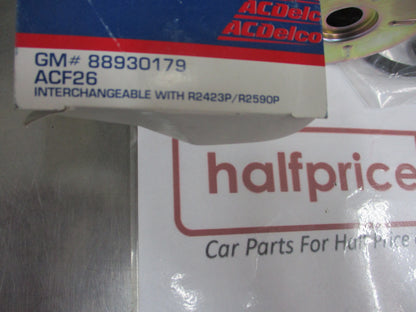 ACDelco
ACDelco
GM# 88930179
ACF26
INTERCHANGEABLE WITH R2423P/R2590P
halfprice
Car Parts For Half Price